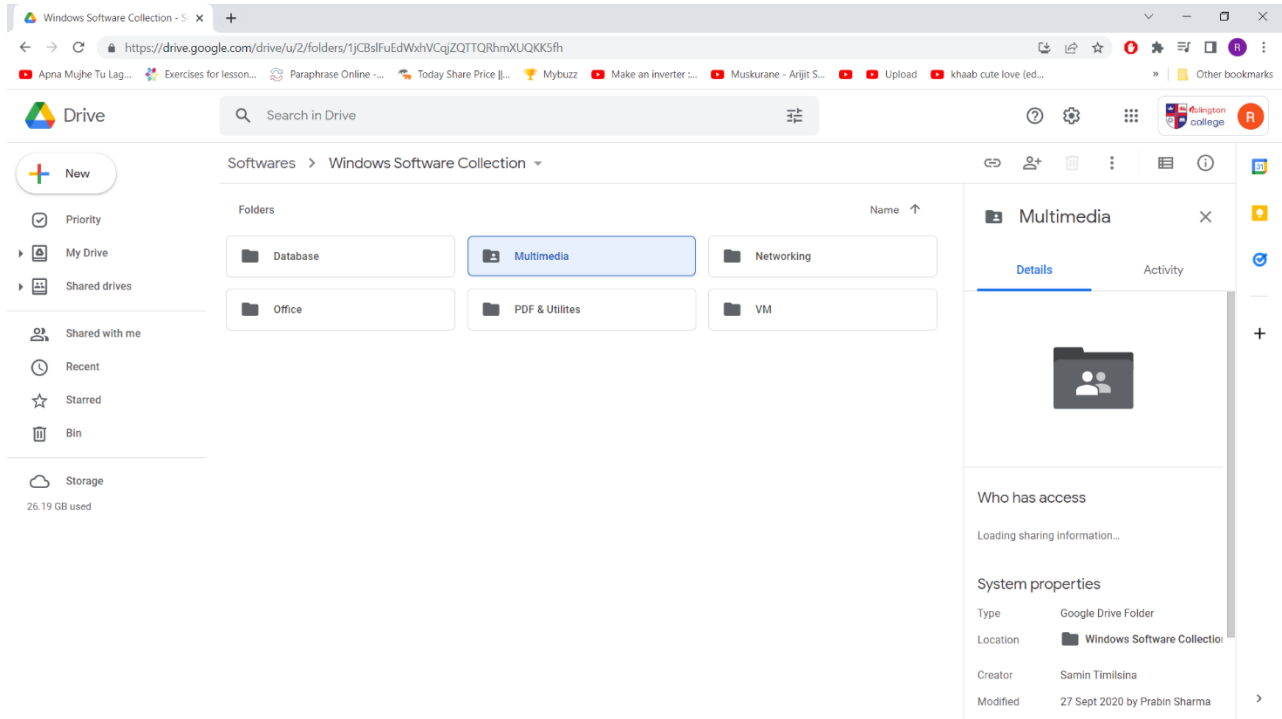 Windows Software Collection - S
https://drive.google.com/drive/u/2/folders/1jCBslFuEdWxhVCqjZQTTQRhmXUQKK5fh
Apna Mujhe Tu Lag... Exercises for lesson... Paraphrase Online -... Today Share Price ||... Mybuzz Make an inverter :... Muskurane - Arijit S... Upload khaab cute love (ed... » Other bookmarks
Drive
Search in Drive
college
R
New
Softwares > Windows Software Collection
Priority
My Drive
Shared drives
Shared with me
Recent
Starred
Bin
Storage
26.19 GB used
Folders
Name
Database
Multimedia
Networking
Office
PDF & Utilites
VM
Multimedia
Details
Activity
Who has access
Loading sharing information...
System properties
Type Google Drive Folder
Location Windows Software Collection
Creator Samin Timilsina
Modified 27 Sept 2020 by Prabin Sharma